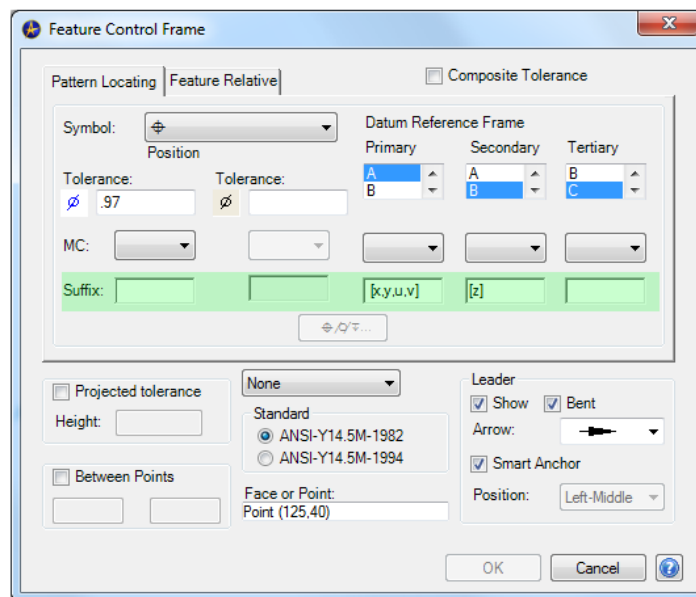 Feature Control Frame
Pattern Locating Feature Relative
Composite Tolerance
Symbol:
Position
Datum Reference Frame
Primary Secondary Tertiary
Tolerance: Tolerance:
A A B
B B C
⌀ .97 ⌀
MC:
Suffix: [x,y,u,v] [z]
Projected tolerance
Height:
Between Points
None
Standard
ANSI-Y14.5M-1982
ANSI-Y14.5M-1994
Face or Point:
Point (125,40)
Leader
Show Bent
Arrow:
Smart Anchor
Position: Left-Middle
OK Cancel ?